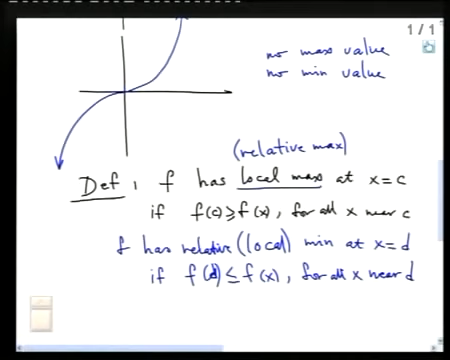 1 / 1
no max value
no min value
(relative max)
Def : f has local max at x=c
if f(c) ≥ f(x), for all x near c
f has relative (local) min at x=d
if f(d) ≤ f(x), for all x near d